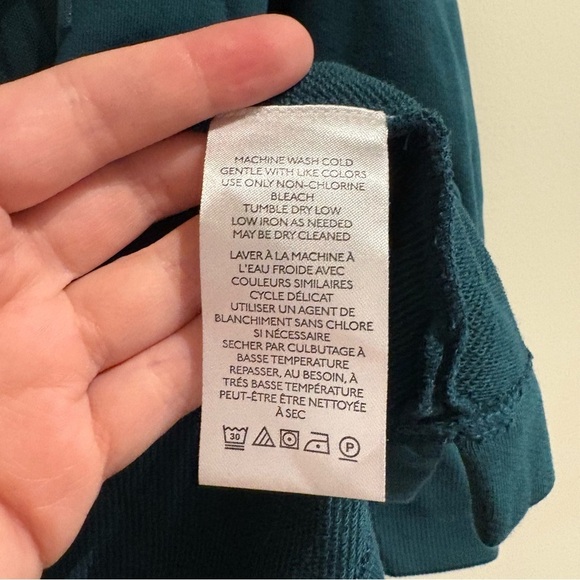 MACHINE WASH COLD
GENTLE WITH LIKE COLORS
USE ONLY NON-CHLORINE
BLEACH
TUMBLE DRY LOW
LOW IRON AS NEEDED
MAY BE DRY CLEANED
LAVER À LA MACHINE À
L'EAU FROIDE AVEC
COULEURS SIMILAIRES
CYCLE DÉLICAT
UTILISER UN AGENT DE
BLANCHIMENT SANS CHLORE
SI NÉCESSAIRE
SECHER PAR CULBUTAGE À
BASSE TEMPERATURE
REPASSER, AU BESOIN, À
TRÉS BASSE TEMPÉRATURE
PEUT-ÊTRE ÊTRE NETTOYÉE
À SEC
30 P